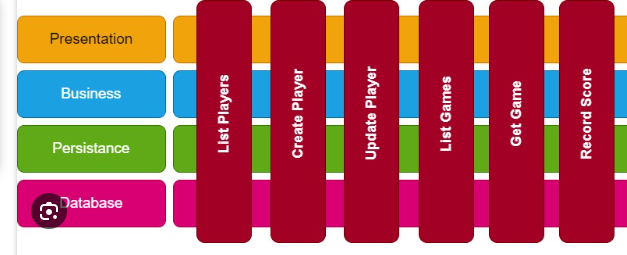 Presentation
Business
Persistance
Database
List Players
Create Player
Update Player
List Games
Get Game
Record Score